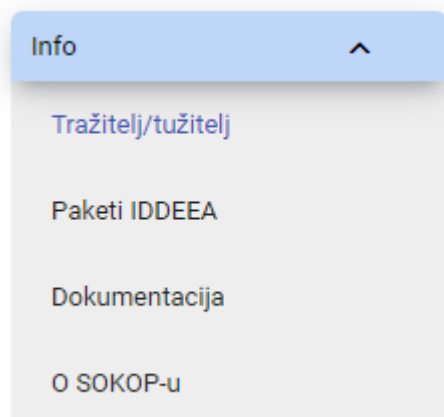 Info
Tražitelj/tužitelj
Paketi IDDEEA
Dokumentacija
O SOKOP-u